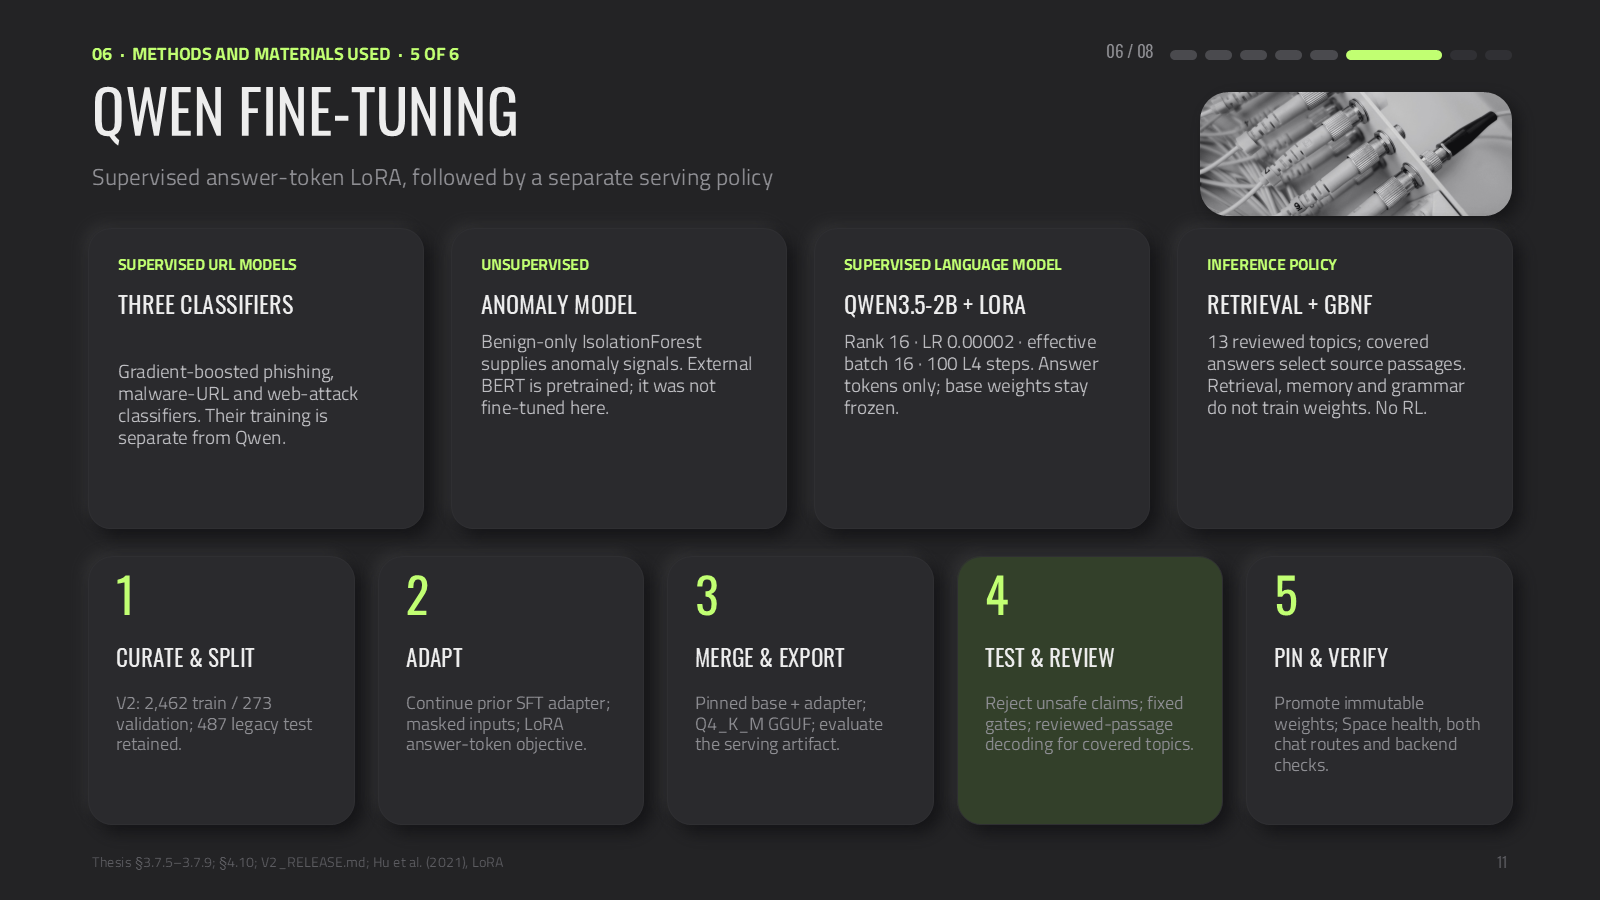 06 · METHODS AND MATERIALS USED · 5 OF 6
06 / 08
QWEN FINE-TUNING
Supervised answer-token LoRA, followed by a separate serving policy
SUPERVISED URL MODELS
THREE CLASSIFIERS
Gradient-boosted phishing,
malware-URL and web-attack
classifiers. Their training is
separate from Qwen.
UNSUPERVISED
ANOMALY MODEL
Benign-only IsolationForest
supplies anomaly signals. External
BERT is pretrained; it was not
fine-tuned here.
SUPERVISED LANGUAGE MODEL
QWEN3.5-2B + LORA
Rank 16 · LR 0.00002 · effective
batch 16 · 100 L4 steps. Answer
tokens only; base weights stay
frozen.
INFERENCE POLICY
RETRIEVAL + GBNF
13 reviewed topics; covered
answers select source passages.
Retrieval, memory and grammar
do not train weights. No RL.
1
CURATE & SPLIT
V2: 2,462 train / 273
validation; 487 legacy test
retained.
2
ADAPT
Continue prior SFT adapter;
masked inputs; LoRA
answer-token objective.
3
MERGE & EXPORT
Pinned base + adapter;
Q4_K_M GGUF; evaluate
the serving artifact.
4
TEST & REVIEW
Reject unsafe claims; fixed
gates; reviewed-passage
decoding for covered topics.
5
PIN & VERIFY
Promote immutable
weights; Space health, both
chat routes and backend
checks.
Thesis §3.7.5–3.7.9; §4.10; V2_RELEASE.md; Hu et al. (2021), LoRA
11